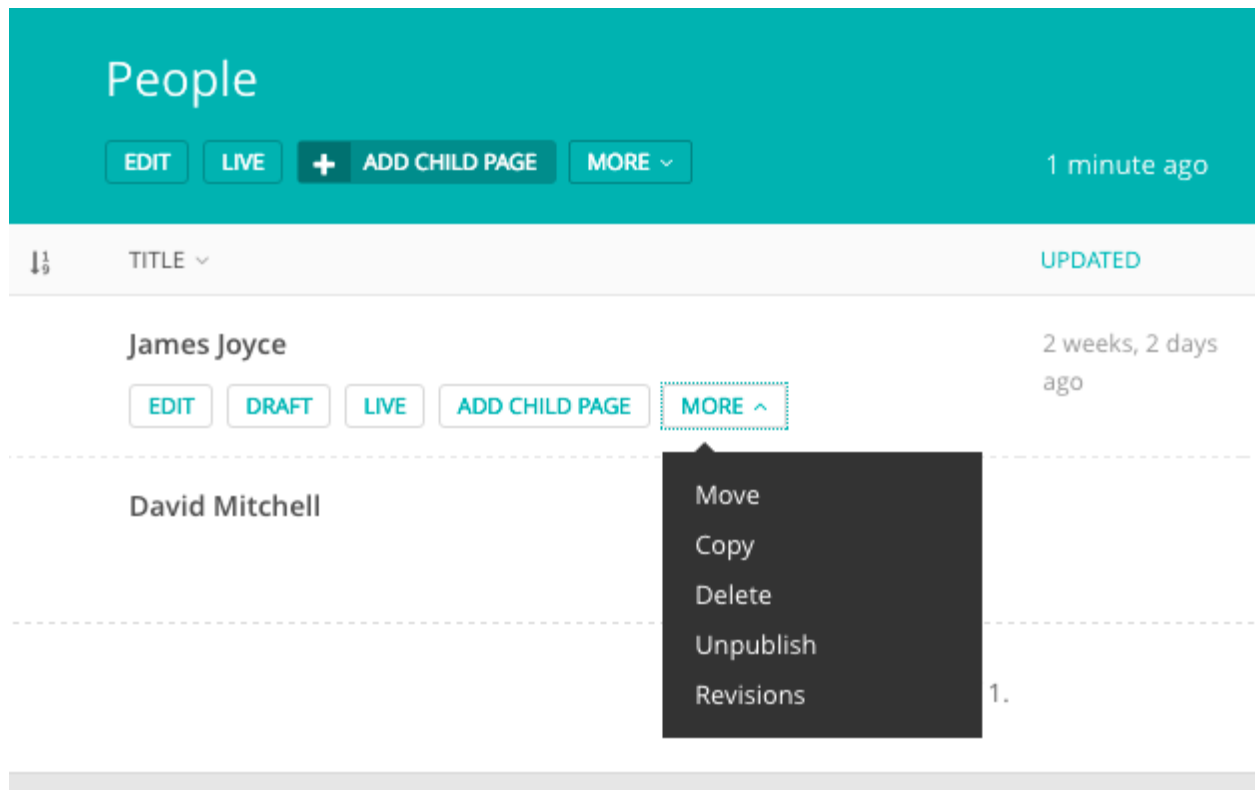 People
EDIT LIVE + ADD CHILD PAGE MORE 1 minute ago
TITLE UPDATED
James Joyce 2 weeks, 2 days
ago
EDIT DRAFT LIVE ADD CHILD PAGE MORE
Move
David Mitchell
Copy
Delete
Unpublish
Revisions
1.